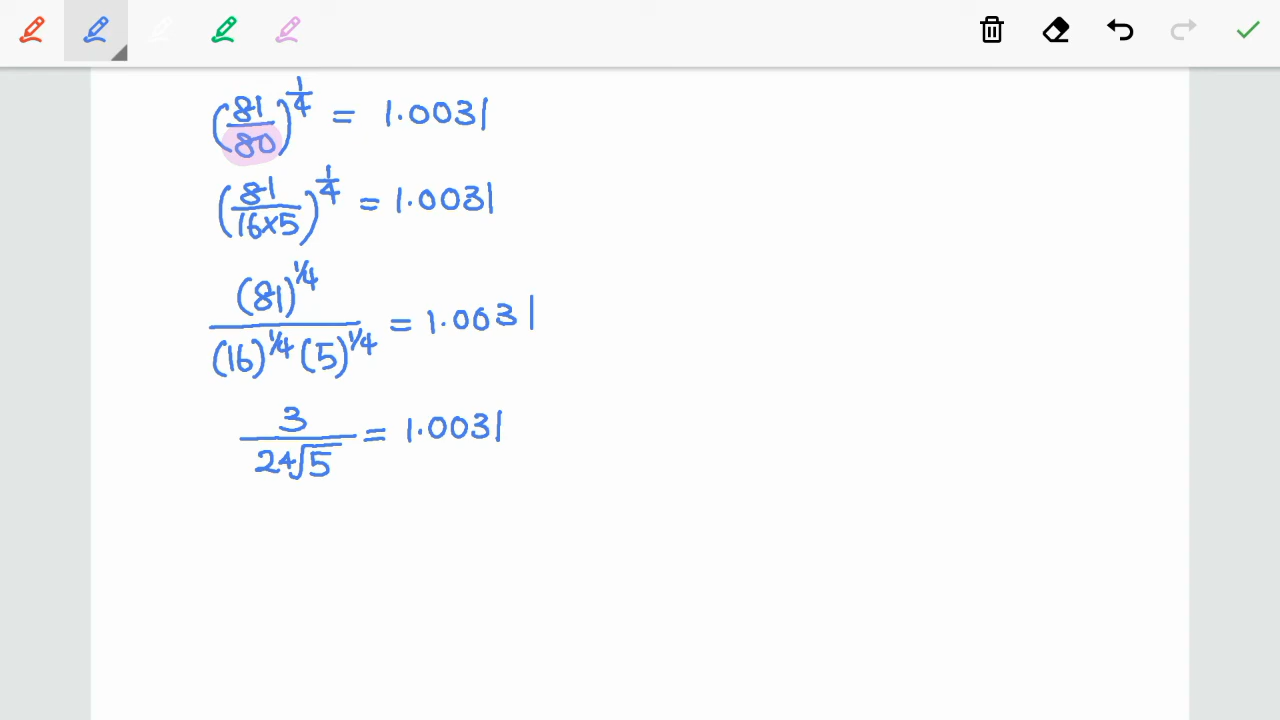 (81/80)^1/4 = 1.0031
(81/16×5)^1/4 = 1.0031
(81)^1/4 / (16)^1/4 (5)^1/4 = 1.0031
3 / 2 ⁴√5 = 1.0031